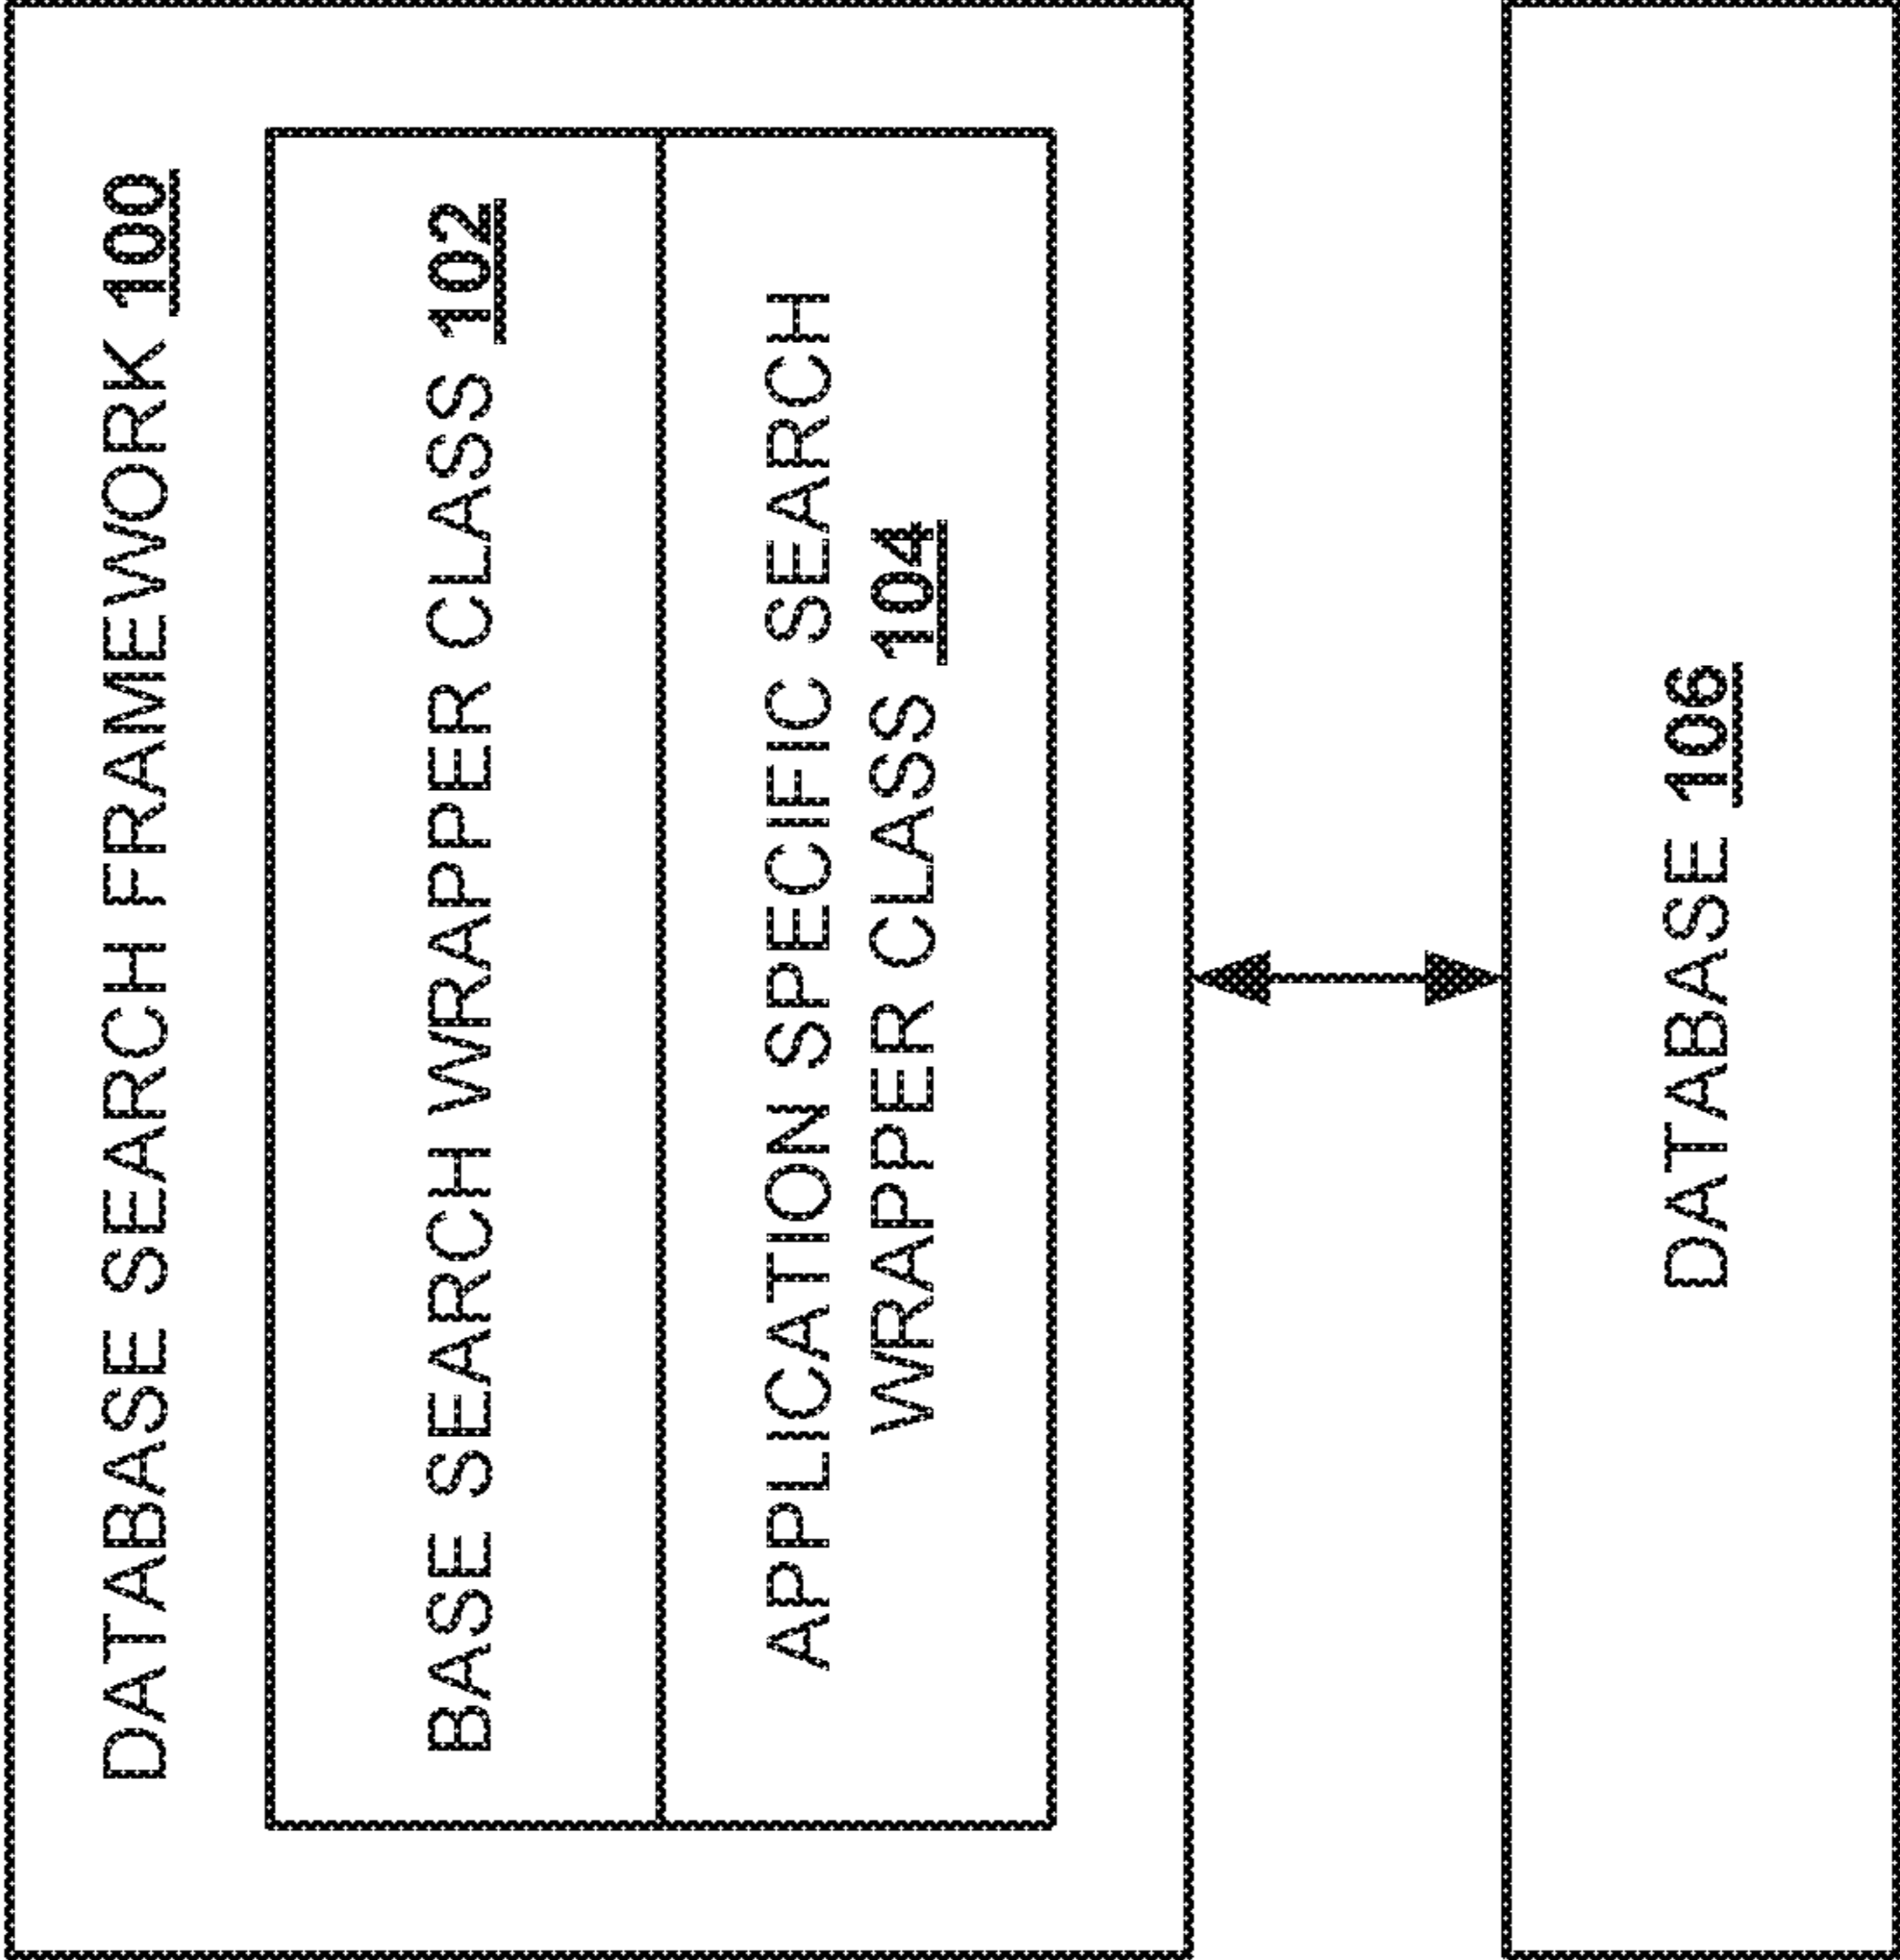 DATABASE SEARCH FRAMEWORK 100
BASE SEARCH WRAPPER CLASS 102
APPLICATION SPECIFIC SEARCH
WRAPPER CLASS 104
DATABASE 106